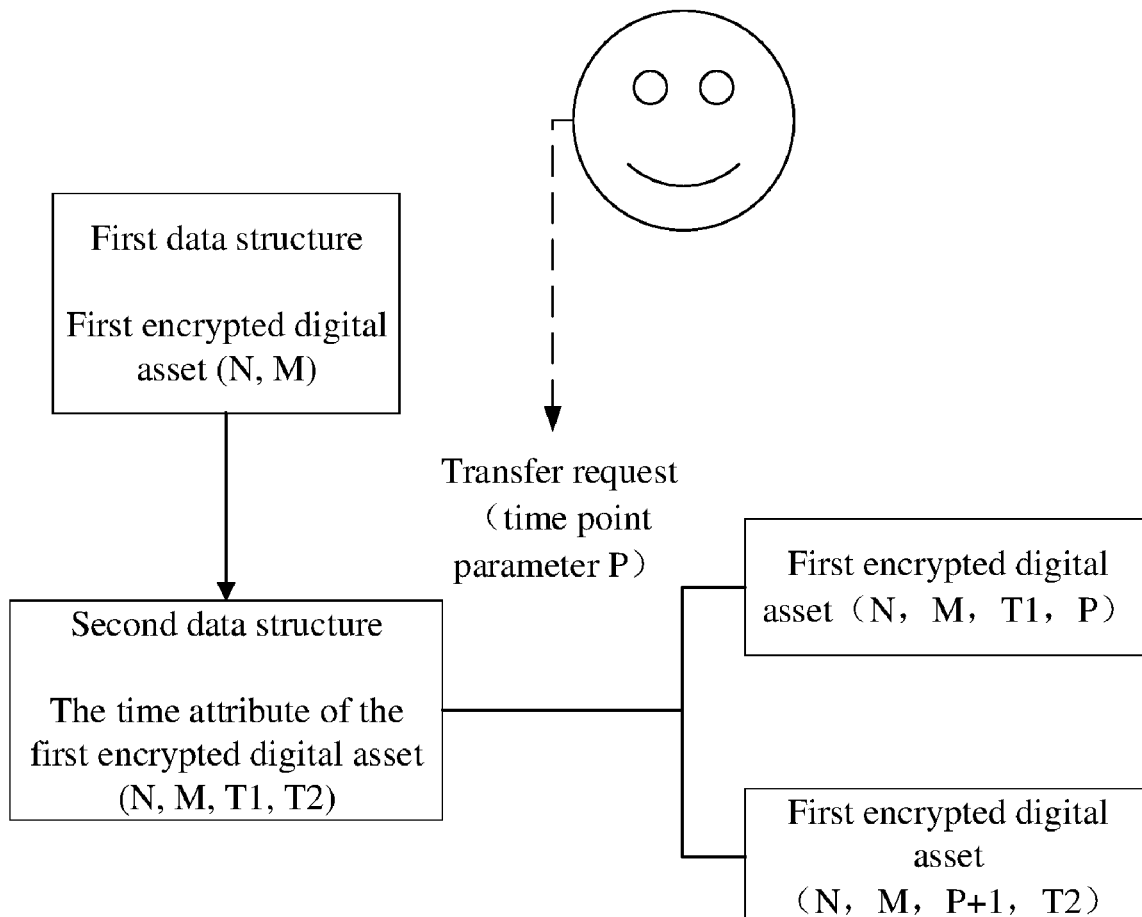 First data structure
First encrypted digital
asset (N, M)
Transfer request
（time point
parameter P）
Second data structure
The time attribute of the
first encrypted digital asset
(N, M, T1, T2)
First encrypted digital
asset（N，M，T1，P）
First encrypted digital
asset
（N，M，P+1，T2）